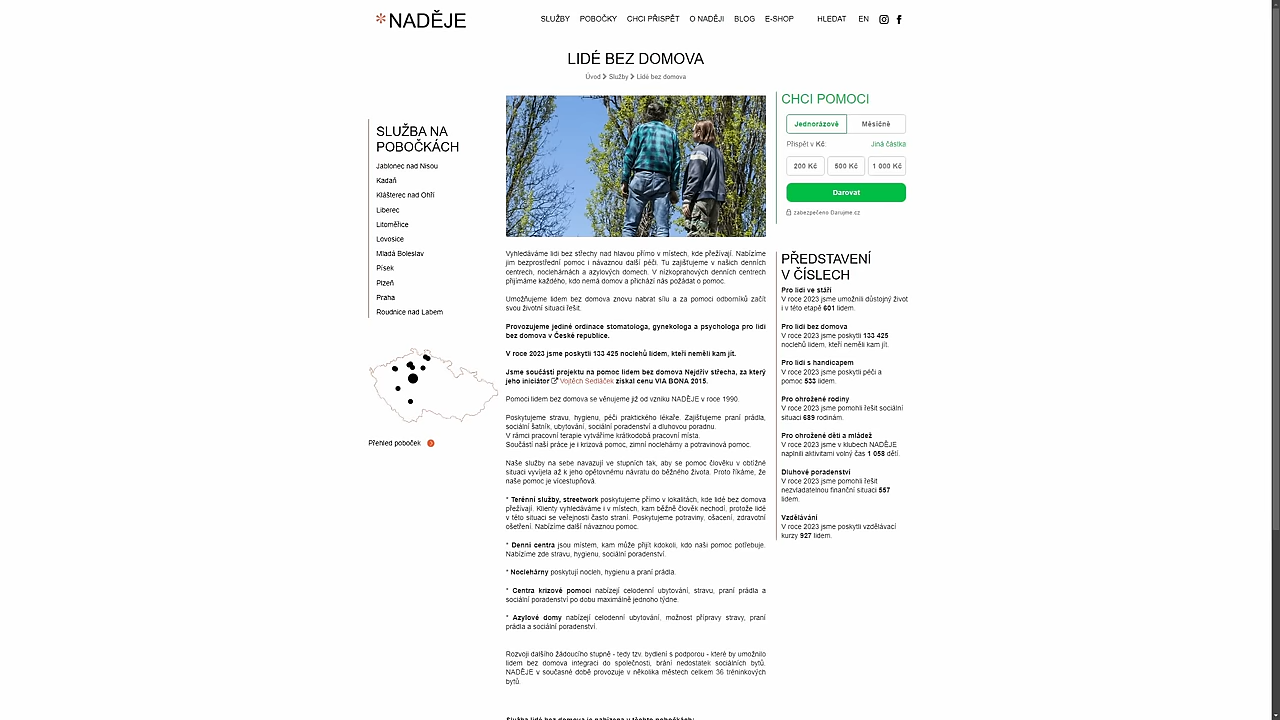 *NADĚJE
SLUŽBY POBOČKY CHCI PŘISPĚT O NADĚJI BLOG E-SHOP HLEDAT EN
LIDÉ BEZ DOMOVA
Úvod > Služby > Lidé bez domova
SLUŽBA NA
POBOČKÁCH
Jablonec nad Nisou
Kadaň
Klášterec nad Ohří
Liberec
Litoměřice
Lovosice
Mladá Boleslav
Písek
Plzeň
Praha
Roudnice nad Labem
Přehled poboček
Vyhledáváme lidi bez střechy nad hlavou přímo v místech, kde přežívají. Nabízíme
jim bezprostřední pomoc i návaznou další péči. Tu zajišťujeme v našich denních
centrech, noclehárnách a azylových domech. V nízkoprahových denních centrech
přijímáme každého, kdo nemá domov a přichází nás požádat o pomoc.
Umožňujeme lidem bez domova znovu nabrat sílu a za pomoci odborníků začít
svou životní situaci řešit.
Provozujeme jediné ordinace stomatologa, gynekologa a psychologa pro lidi
bez domova v České republice.
V roce 2023 jsme poskytli 133 425 noclehů lidem, kteří neměli kam jít.
Jsme součástí projektu na pomoc lidem bez domova Nejdřív střecha, za který
jeho iniciátor Vojtěch Sedláček získal cenu VIA BONA 2015.
Pomoci lidem bez domova se věnujeme již od vzniku NADĚJE v roce 1990.
Poskytujeme stravu, hygienu, péči praktického lékaře. Zajišťujeme praní prádla,
sociální šatník, ubytování, sociální poradenství a dluhovou poradnu.
V rámci pracovní terapie vytváříme krátkodobá pracovní místa.
Součástí naší práce je i krizová pomoc, zimní noclehárny a potravinová pomoc.
Naše služby na sebe navazují ve stupních tak, aby se pomoc člověku v obtížné
situaci vyvíjela až k jeho opětovnému návratu do běžného života. Proto říkáme, že
naše pomoc je vícestupňová.
* Terénní služby, streetwork poskytujeme přímo v lokalitách, kde lidé bez domova
přežívají. Klienty vyhledáváme i v místech, kam běžně člověk nechodí, protože lidé
v této situaci se veřejnosti často straní. Poskytujeme potraviny, ošacení, zdravotní
ošetření. Nabízíme další návaznou pomoc.
* Denní centra jsou místem, kam může přijít kdokoli, kdo naši pomoc potřebuje.
Nabízíme zde stravu, hygienu, sociální poradenství.
* Noclehárny poskytují nocleh, hygienu a praní prádla.
* Centra krizové pomoci nabízejí celodenní ubytování, stravu, praní prádla a
sociální poradenství po dobu maximálně jednoho týdne.
* Azylové domy nabízejí celodenní ubytování, možnost přípravy stravy, praní
prádla a sociální poradenství.
Rozvoji dalšího žádoucího stupně - tedy tzv. bydlení s podporou - které by umožnilo
lidem bez domova integraci do společnosti, brání nedostatek sociálních bytů.
NADĚJE v současné době provozuje v několika městech celkem 36 tréninkových
bytů.
Služba lidé bez domova je nabízena v těchto pobočkách:
CHCI POMOCI
Jednorázově Měsíčně
Přispět v Kč: Jiná částka
200 Kč 500 Kč 1 000 Kč
Darovat
zabezpečeno Darujme.cz
PŘEDSTAVENÍ
V ČÍSLECH
Pro lidi ve stáří
V roce 2023 jsme umožnili důstojný život
i v této etapě 601 lidem.
Pro lidi bez domova
V roce 2023 jsme poskytli 133 425
noclehů lidem, kteří neměli kam jít.
Pro lidi s handicapem
V roce 2023 jsme poskytli péči a
pomoc 533 lidem.
Pro ohrožené rodiny
V roce 2023 jsme pomohli řešit sociální
situaci 689 rodinám.
Pro ohrožené děti a mládež
V roce 2023 jsme v klubech NADĚJE
naplnili aktivitami volný čas 1 058 dětí.
Dluhové poradenství
V roce 2023 jsme pomohli řešit
nezvladatelnou finanční situaci 557
lidem.
Vzdělávání
V roce 2023 jsme poskytli vzdělávací
kurzy 927 lidem.